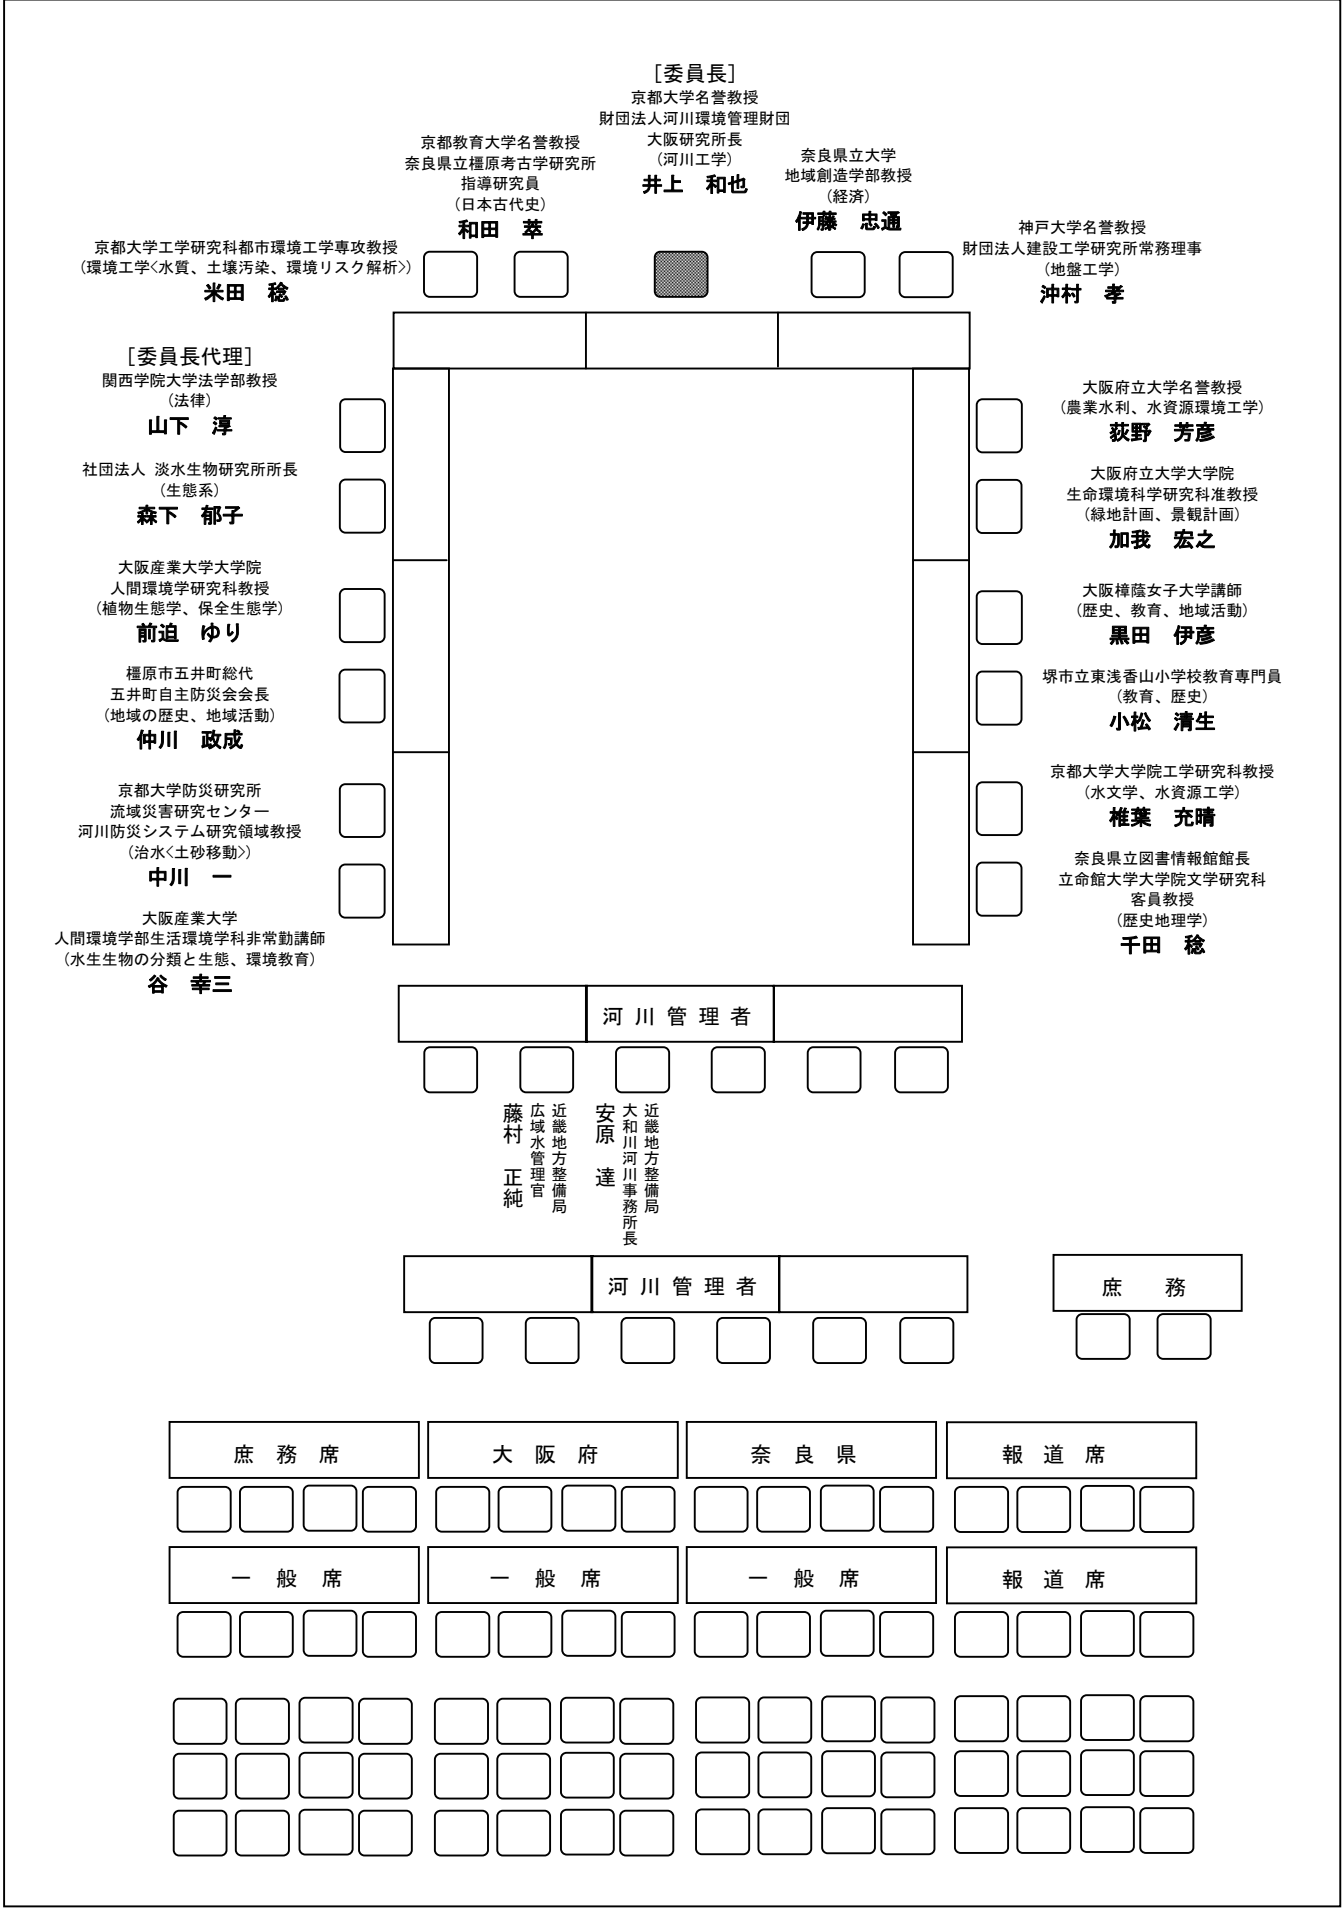 ［委員長］
京都大学名誉教授
財団法人河川環境管理財団
大阪研究所長
（河川工学）
井上　和也
京都教育大学名誉教授
奈良県立橿原考古学研究所
指導研究員
（日本古代史）
和田　萃
奈良県立大学
地域創造学部教授
（経済）
伊藤　忠通
京都大学工学研究科都市環境工学専攻教授
（環境工学<水質、土壌汚染、環境リスク解析>）
米田　稔
神戸大学名誉教授
財団法人建設工学研究所常務理事
（地盤工学）
沖村　孝
［委員長代理］
関西学院大学法学部教授
（法律）
山下　淳
社団法人 淡水生物研究所所長
（生態系）
森下　郁子
大阪産業大学大学院
人間環境学研究科教授
（植物生態学、保全生態学）
前迫　ゆり
橿原市五井町総代
五井町自主防災会会長
（地域の歴史、地域活動）
仲川　政成
京都大学防災研究所
流域災害研究センター
河川防災システム研究領域教授
（治水<土砂移動>）
中川　一
大阪産業大学
人間環境学部生活環境学科非常勤講師
（水生生物の分類と生態、環境教育）
谷　幸三
大阪府立大学名誉教授
（農業水利、水資源環境工学）
荻野　芳彦
大阪府立大学大学院
生命環境科学研究科准教授
（緑地計画、景観計画）
加我　宏之
大阪樟蔭女子大学講師
（歴史、教育、地域活動）
黒田　伊彦
堺市立東浅香山小学校教育専門員
（教育、歴史）
小松　清生
京都大学大学院工学研究科教授
（水文学、水資源工学）
椎葉　充晴
奈良県立図書情報館館長
立命館大学大学院文学研究科
客員教授
（歴史地理学）
千田　稔
河川管理者
近畿地方整備局
広域水管理官
藤村　正純
近畿地方整備局
大和川河川事務所長
安原　達
河川管理者
庶　務
庶務席
大阪府
奈良県
報道席
一般席
一般席
一般席
報道席